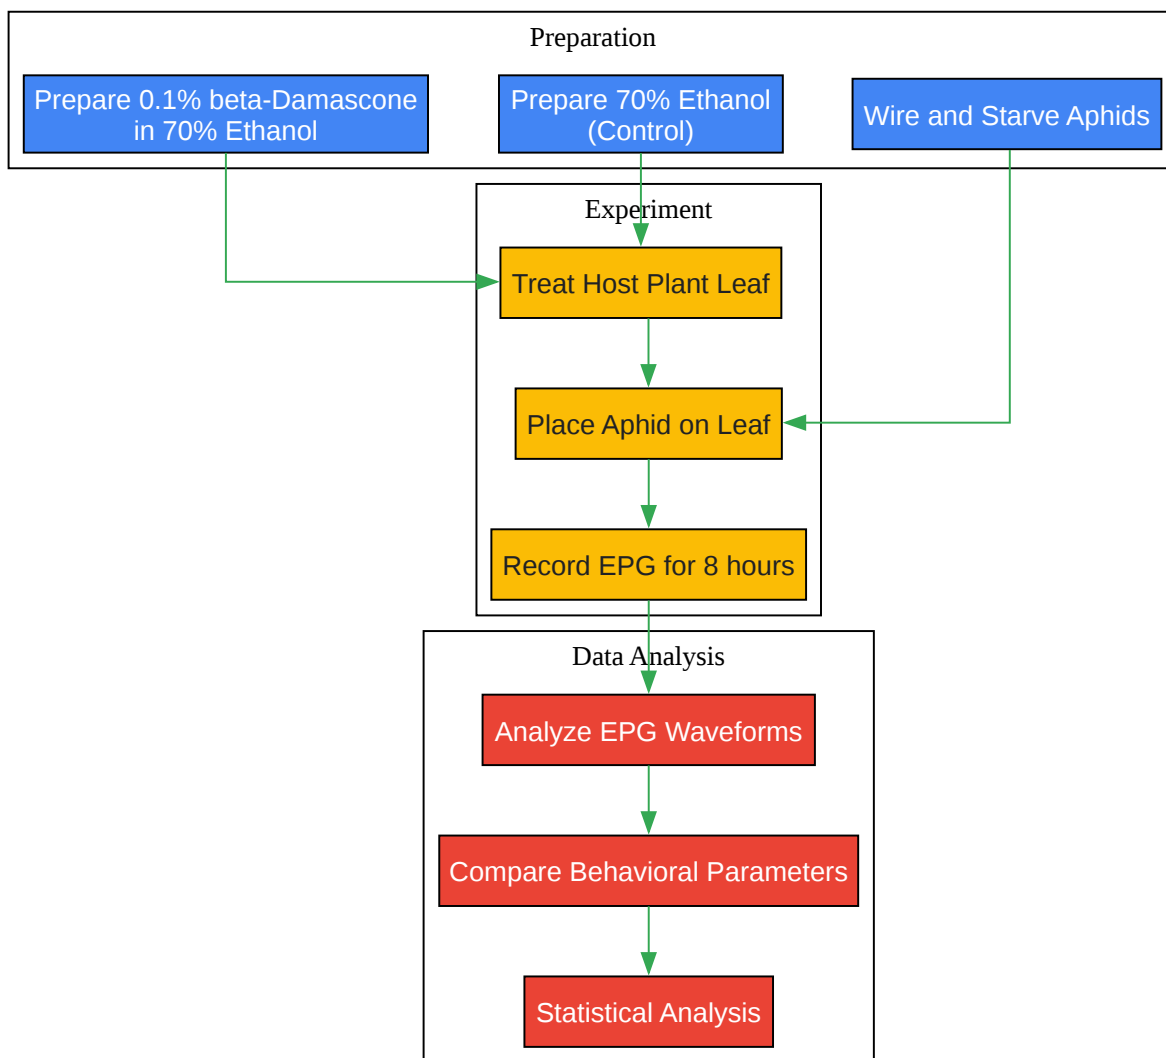 Preparation
Prepare 0.1% beta-Damascone
in 70% Ethanol
Prepare 70% Ethanol
(Control)
Wire and Starve Aphids
Experiment
Treat Host Plant Leaf
Place Aphid on Leaf
Record EPG for 8 hours
Data Analysis
Analyze EPG Waveforms
Compare Behavioral Parameters
Statistical Analysis